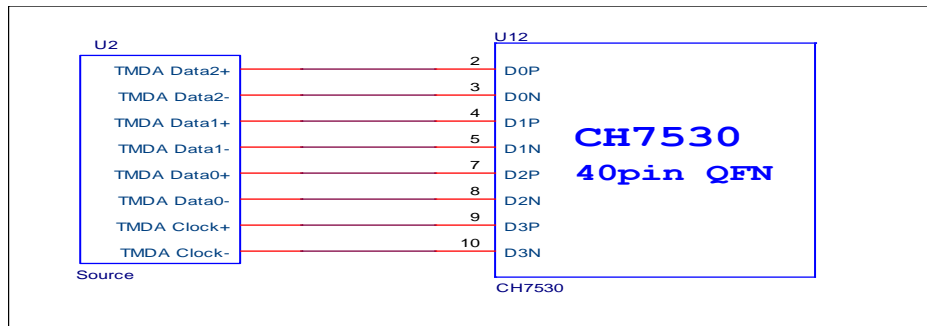 U2
U12
TMDA Data2+ 2 D0P
TMDA Data2- 3 D0N
TMDA Data1+ 4 D1P
TMDA Data1- 5 D1N
TMDA Data0+ 7 D2P
TMDA Data0- 8 D2N
TMDA Clock+ 9 D3P
TMDA Clock- 10 D3N
CH7530
40pin QFN
Source
CH7530